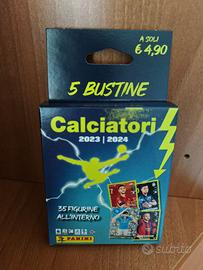 A SOLI
€ 4,90
5 BUSTINE
Calciatori
2023 | 2024
35 FIGURINE
ALL'INTERNO
PANINI
subito